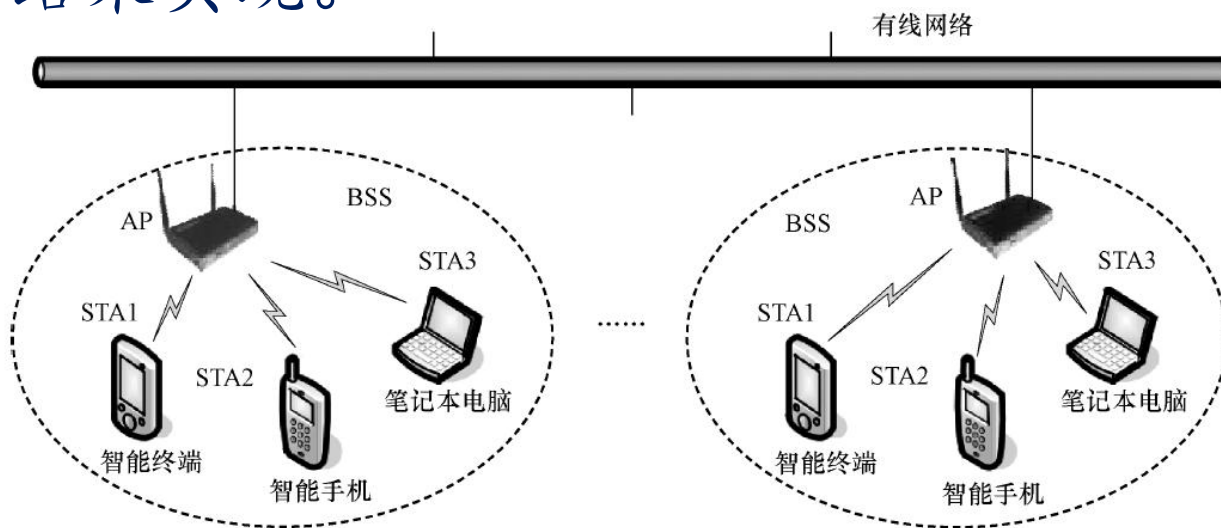 有线网络
AP
BSS
STA3
STA1
STA2
笔记本电脑
智能终端
智能手机
......
AP
BSS
STA3
STA1
STA2
笔记本电脑
智能终端
智能手机